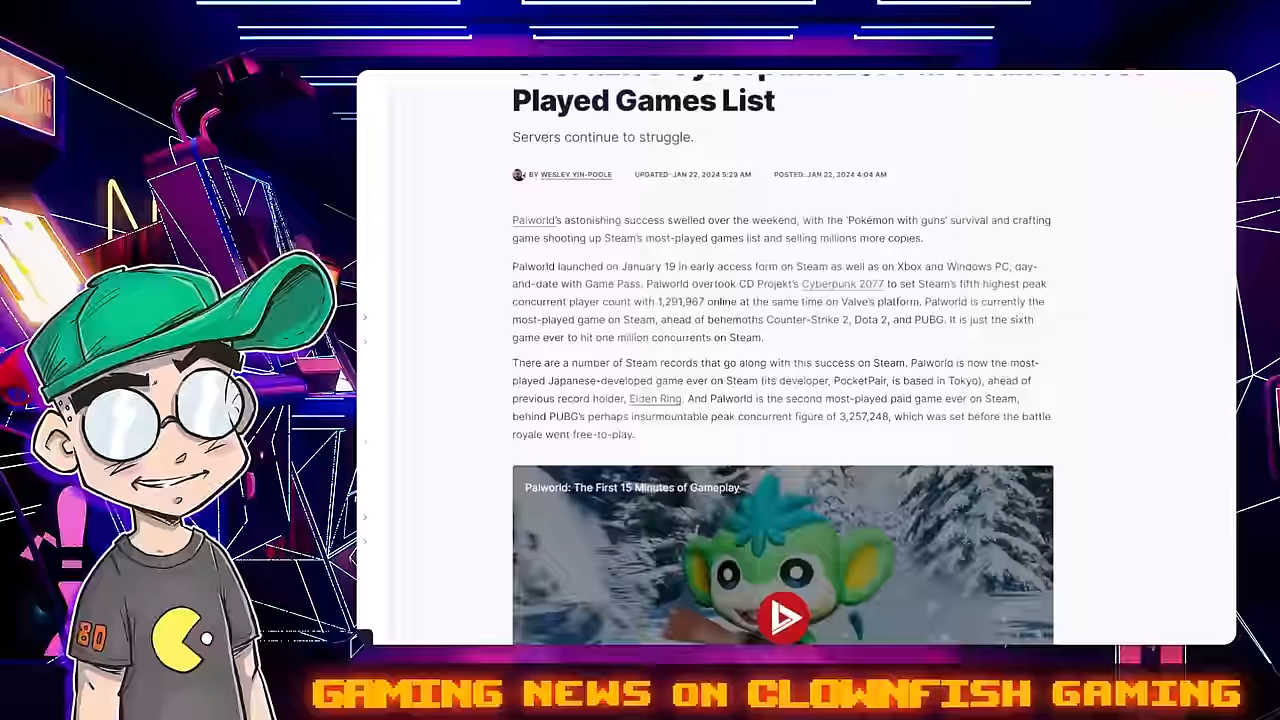 Played Games List
Servers continue to struggle.
BY WESLEY YIN-POOLE UPDATED: JAN 22, 2024 5:29 AM POSTED: JAN 22, 2024 4:04 AM
Palworld's astonishing success swelled over the weekend, with the 'Pokémon with guns' survival and crafting
game shooting up Steam's most-played games list and selling millions more copies.
Palworld launched on January 19 in early access form on Steam as well as on Xbox and Windows PC, day-
and-date with Game Pass. Palworld overtook CD Projekt's Cyberpunk 2077 to set Steam's fifth highest peak
concurrent player count with 1,291,967 online at the same time on Valve's platform. Palworld is currently the
most-played game on Steam, ahead of behemoths Counter-Strike 2, Dota 2, and PUBG. It is just the sixth
game ever to hit one million concurrents on Steam.
There are a number of Steam records that go along with this success on Steam. Palworld is now the most-
played Japanese-developed game ever on Steam (its developer, PocketPair, is based in Tokyo), ahead of
previous record holder, Elden Ring. And Palworld is the second most-played paid game ever on Steam,
behind PUBG's perhaps insurmountable peak concurrent figure of 3,257,248, which was set before the battle
royale went free-to-play.
Palworld: The First 15 Minutes of Gameplay
80
GAMING NEWS ON CLOWNFISH GAMING